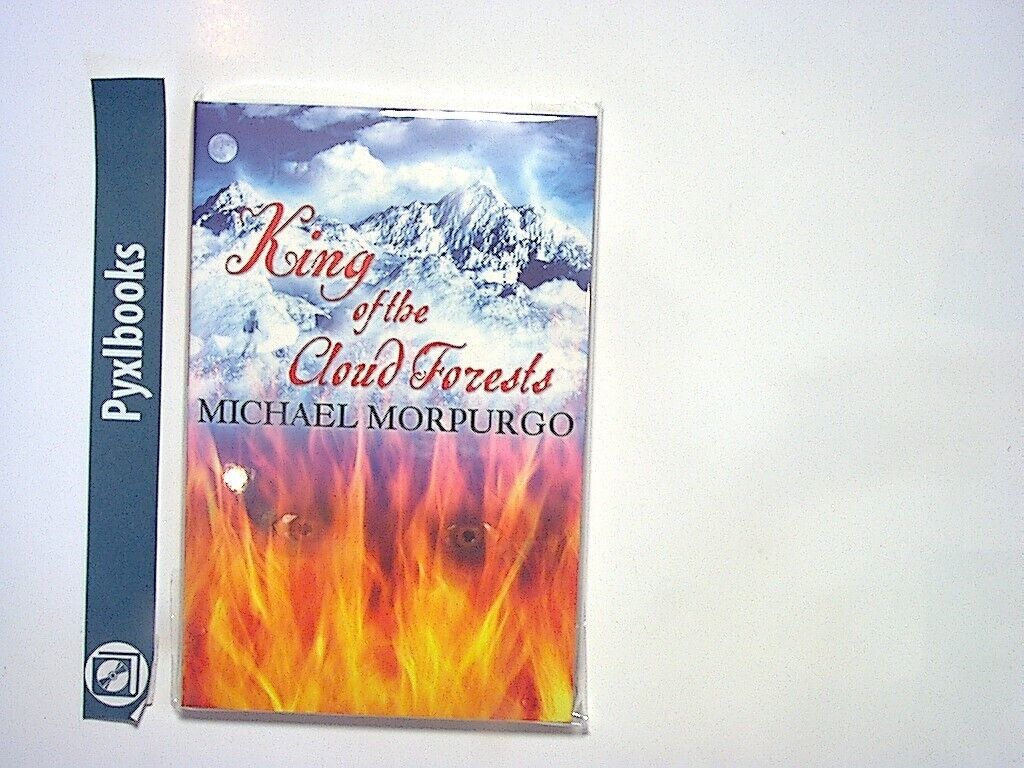 Pyxlbooks
King
of the
Cloud Forests
MICHAEL MORPURGO